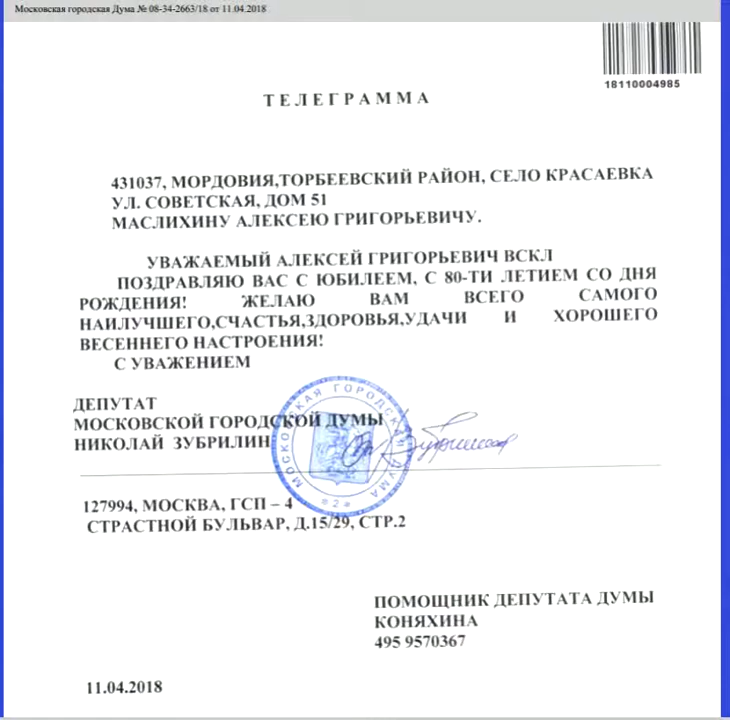 Московская городская Дума № 08-34-2663/18 от 11.04.2018
18110004985
ТЕЛЕГРАММА
431037, МОРДОВИЯ,ТОРБЕЕВСКИЙ РАЙОН, СЕЛО КРАСАЕВКА
УЛ. СОВЕТСКАЯ, ДОМ 51
МАСЛИХИНУ АЛЕКСЕЮ ГРИГОРЬЕВИЧУ.
УВАЖАЕМЫЙ АЛЕКСЕЙ ГРИГОРЬЕВИЧ ВСКЛ
ПОЗДРАВЛЯЮ ВАС С ЮБИЛЕЕМ, С 80-ТИ ЛЕТИЕМ СО ДНЯ
РОЖДЕНИЯ! ЖЕЛАЮ ВАМ ВСЕГО САМОГО
НАИЛУЧШЕГО,СЧАСТЬЯ,ЗДОРОВЬЯ,УДАЧИ И ХОРОШЕГО
ВЕСЕННЕГО НАСТРОЕНИЯ!
С УВАЖЕНИЕМ
ДЕПУТАТ
МОСКОВСКОЙ ГОРОДСКОЙ ДУМЫ
НИКОЛАЙ ЗУБРИЛИН
МОСКОВСКАЯ ГОРОДСКАЯ ДУМА
2
127994, МОСКВА, ГСП – 4
СТРАСТНОЙ БУЛЬВАР, Д.15/29, СТР.2
ПОМОЩНИК ДЕПУТАТА ДУМЫ
КОНЯХИНА
495 9570367
11.04.2018